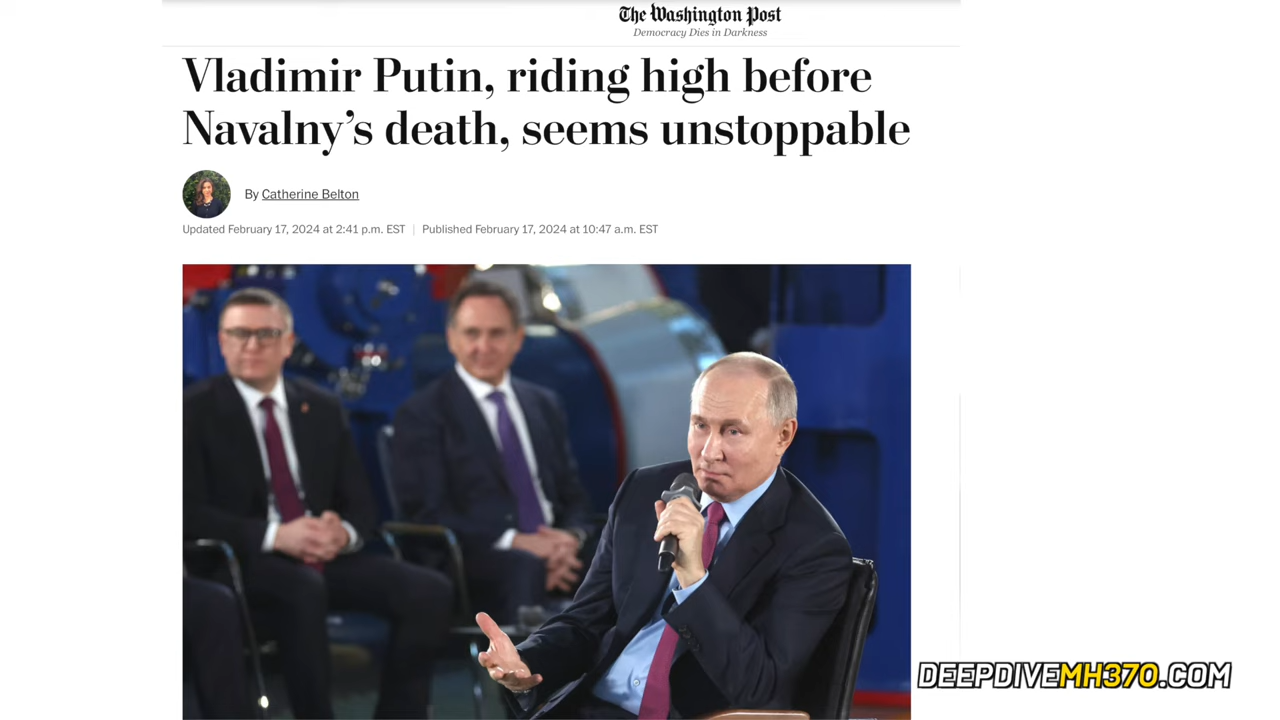 The Washington Post
Democracy Dies in Darkness
Vladimir Putin, riding high before
Navalny’s death, seems unstoppable
By Catherine Belton
Updated February 17, 2024 at 2:41 p.m. EST | Published February 17, 2024 at 10:47 a.m. EST
DEEPDIVEMH370.COM